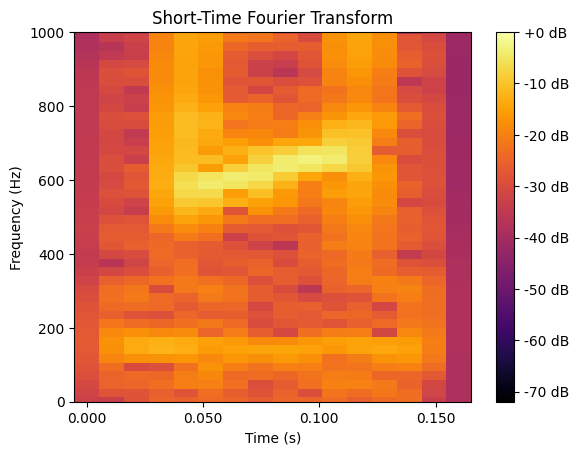 Short-Time Fourier Transform
1000
800
600
400
200
0
Frequency (Hz)
0.000
0.050
0.100
0.150
Time (s)
+0 dB
-10 dB
-20 dB
-30 dB
-40 dB
-50 dB
-60 dB
-70 dB